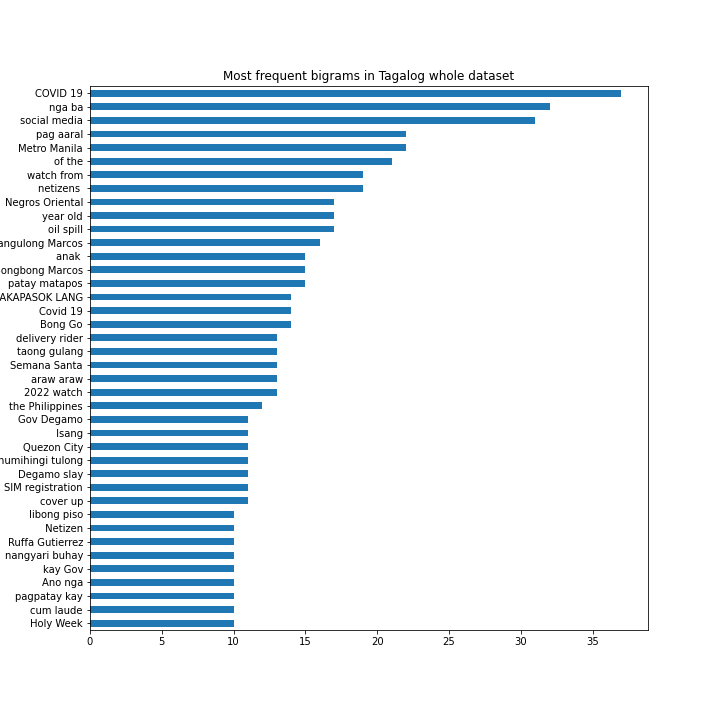 Most frequent bigrams in Tagalog whole dataset
COVID 19
nga ba
social media
pag aaral
Metro Manila
of the
watch from
netizens
Negros Oriental
year old
oil spill
angulong Marcos
anak
ongbong Marcos
patay matapos
AKAPASOK LANG
Covid 19
Bong Go
delivery rider
taong gulang
Semana Santa
araw araw
2022 watch
the Philippines
Gov Degamo
Isang
Quezon City
humihingi tulong
Degamo slay
SIM registration
cover up
libong piso
Netizen
Ruffa Gutierrez
nangyari buhay
kay Gov
Ano nga
pagpatay kay
cum laude
Holy Week
0 5 10 15 20 25 30 35